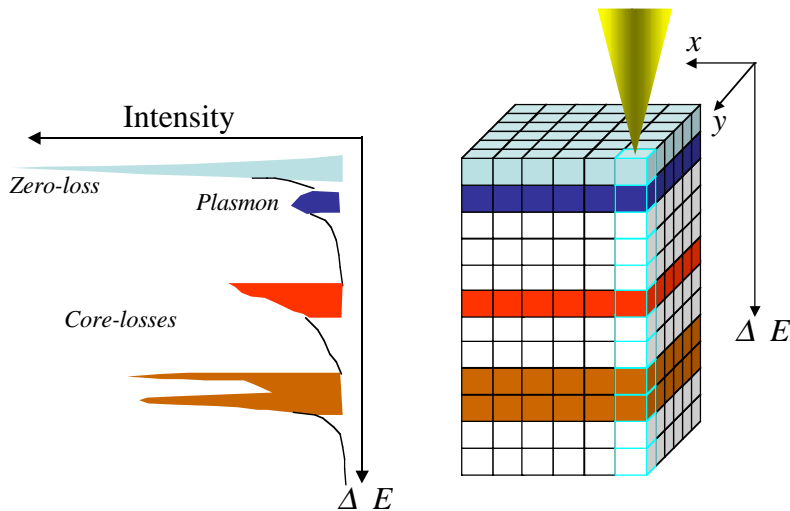 Intensity
Zero-loss
Plasmon
Core-losses
Δ E
x
y
Δ E